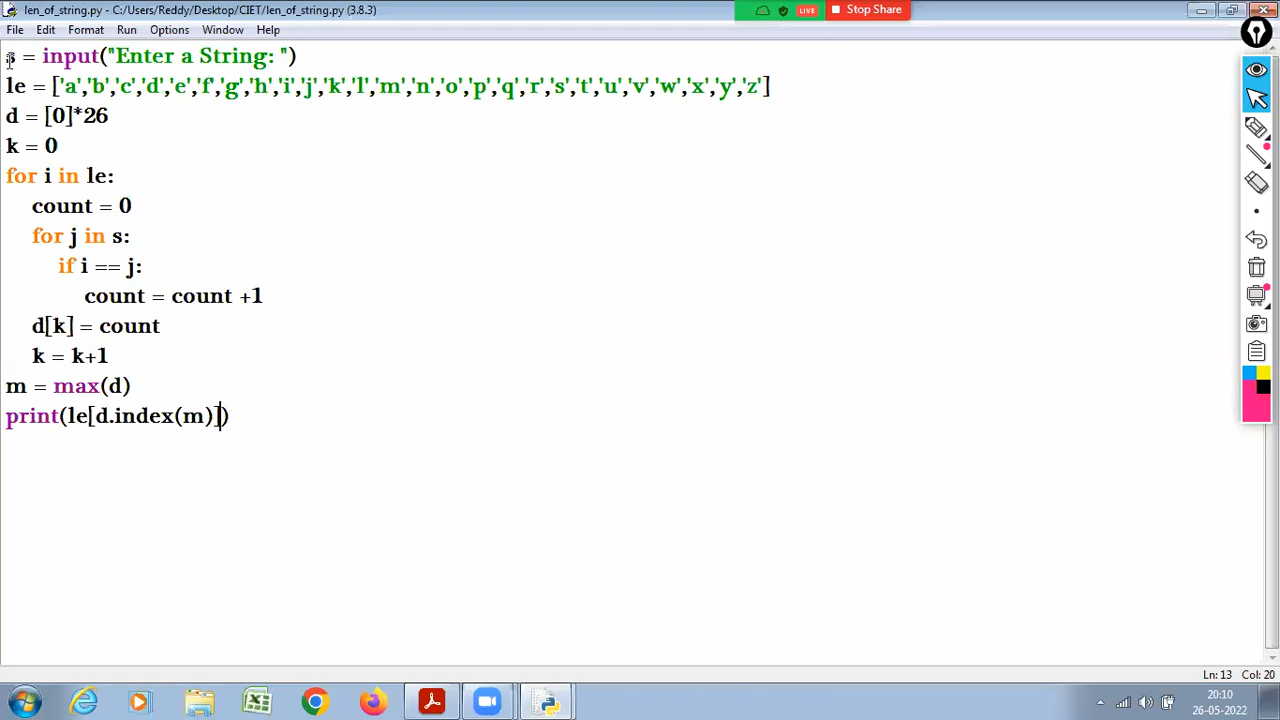 len_of_string.py - C:/Users/Reddy/Desktop/CIET/len_of_string.py (3.8.3)
LIVE
Stop Share
File Edit Format Run Options Window Help
s = input("Enter a String: ")
le = ['a','b','c','d','e','f','g','h','i','j','k','l','m','n','o','p','q','r','s','t','u','v','w','x','y','z']
d = [0]*26
k = 0
for i in le:
    count = 0
    for j in s:
        if i == j:
            count = count +1
    d[k] = count
    k = k+1
m = max(d)
print(le[d.index(m)])
Ln: 13 Col: 20
20:10
26-05-2022